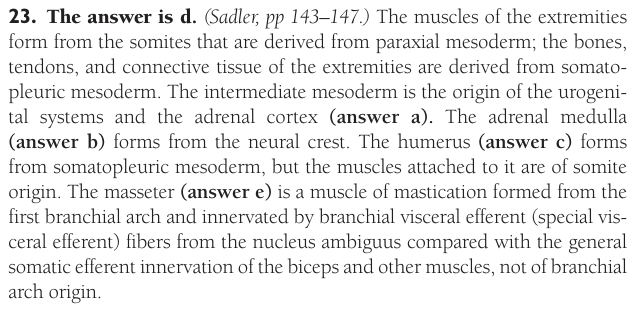 23. The answer is d. (Sadler, pp 143–147.) The muscles of the extremities
form from the somites that are derived from paraxial mesoderm; the bones,
tendons, and connective tissue of the extremities are derived from somato-
pleuric mesoderm. The intermediate mesoderm is the origin of the urogeni-
tal systems and the adrenal cortex (answer a). The adrenal medulla
(answer b) forms from the neural crest. The humerus (answer c) forms
from somatopleuric mesoderm, but the muscles attached to it are of somite
origin. The masseter (answer e) is a muscle of mastication formed from the
first branchial arch and innervated by branchial visceral efferent (special vis-
ceral efferent) fibers from the nucleus ambiguus compared with the general
somatic efferent innervation of the biceps and other muscles, not of branchial
arch origin.